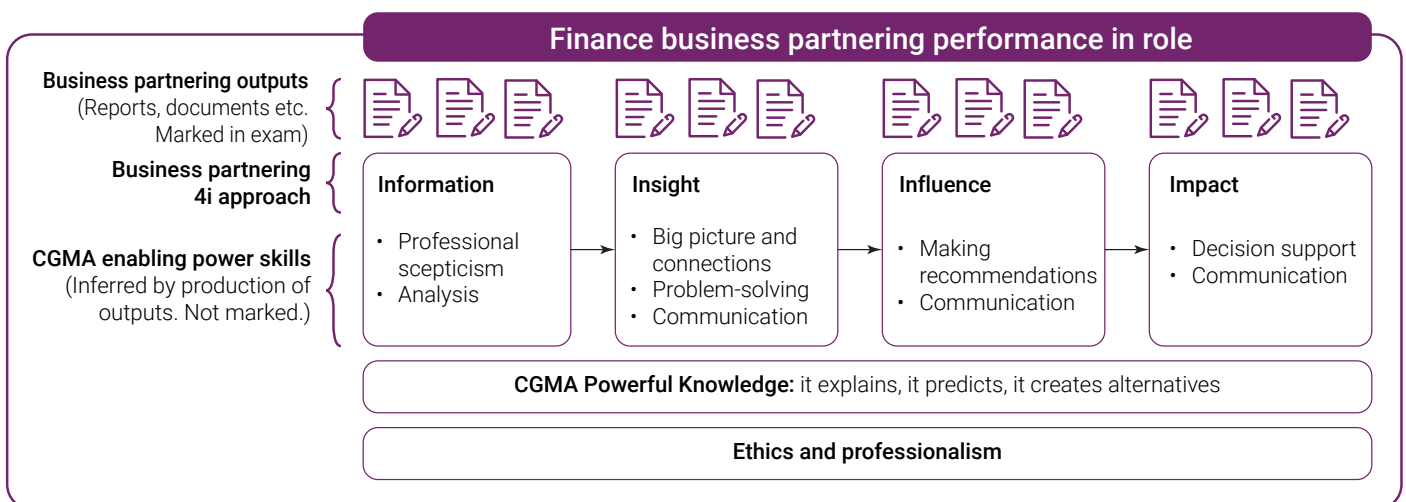 Finance business partnering performance in role
Business partnering outputs
(Reports, documents etc.
Marked in exam)
Business partnering
4i approach
CGMA enabling power skills
(Inferred by production of
outputs. Not marked.)
Information
• Professional
scepticism
• Analysis
Insight
• Big picture and
connections
• Problem-solving
• Communication
Influence
• Making
recommendations
• Communication
Impact
• Decision support
• Communication
CGMA Powerful Knowledge: it explains, it predicts, it creates alternatives
Ethics and professionalism